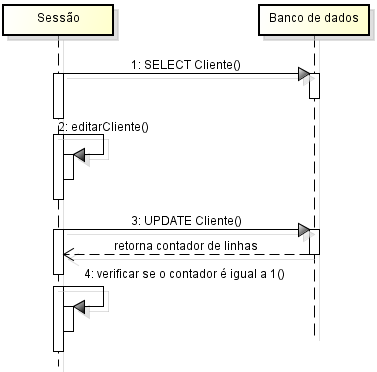 Sessão
Banco de dados
1: SELECT Cliente()
2: editarCliente()
3: UPDATE Cliente()
retorna contador de linhas
4: verificar se o contador é igual a 1()